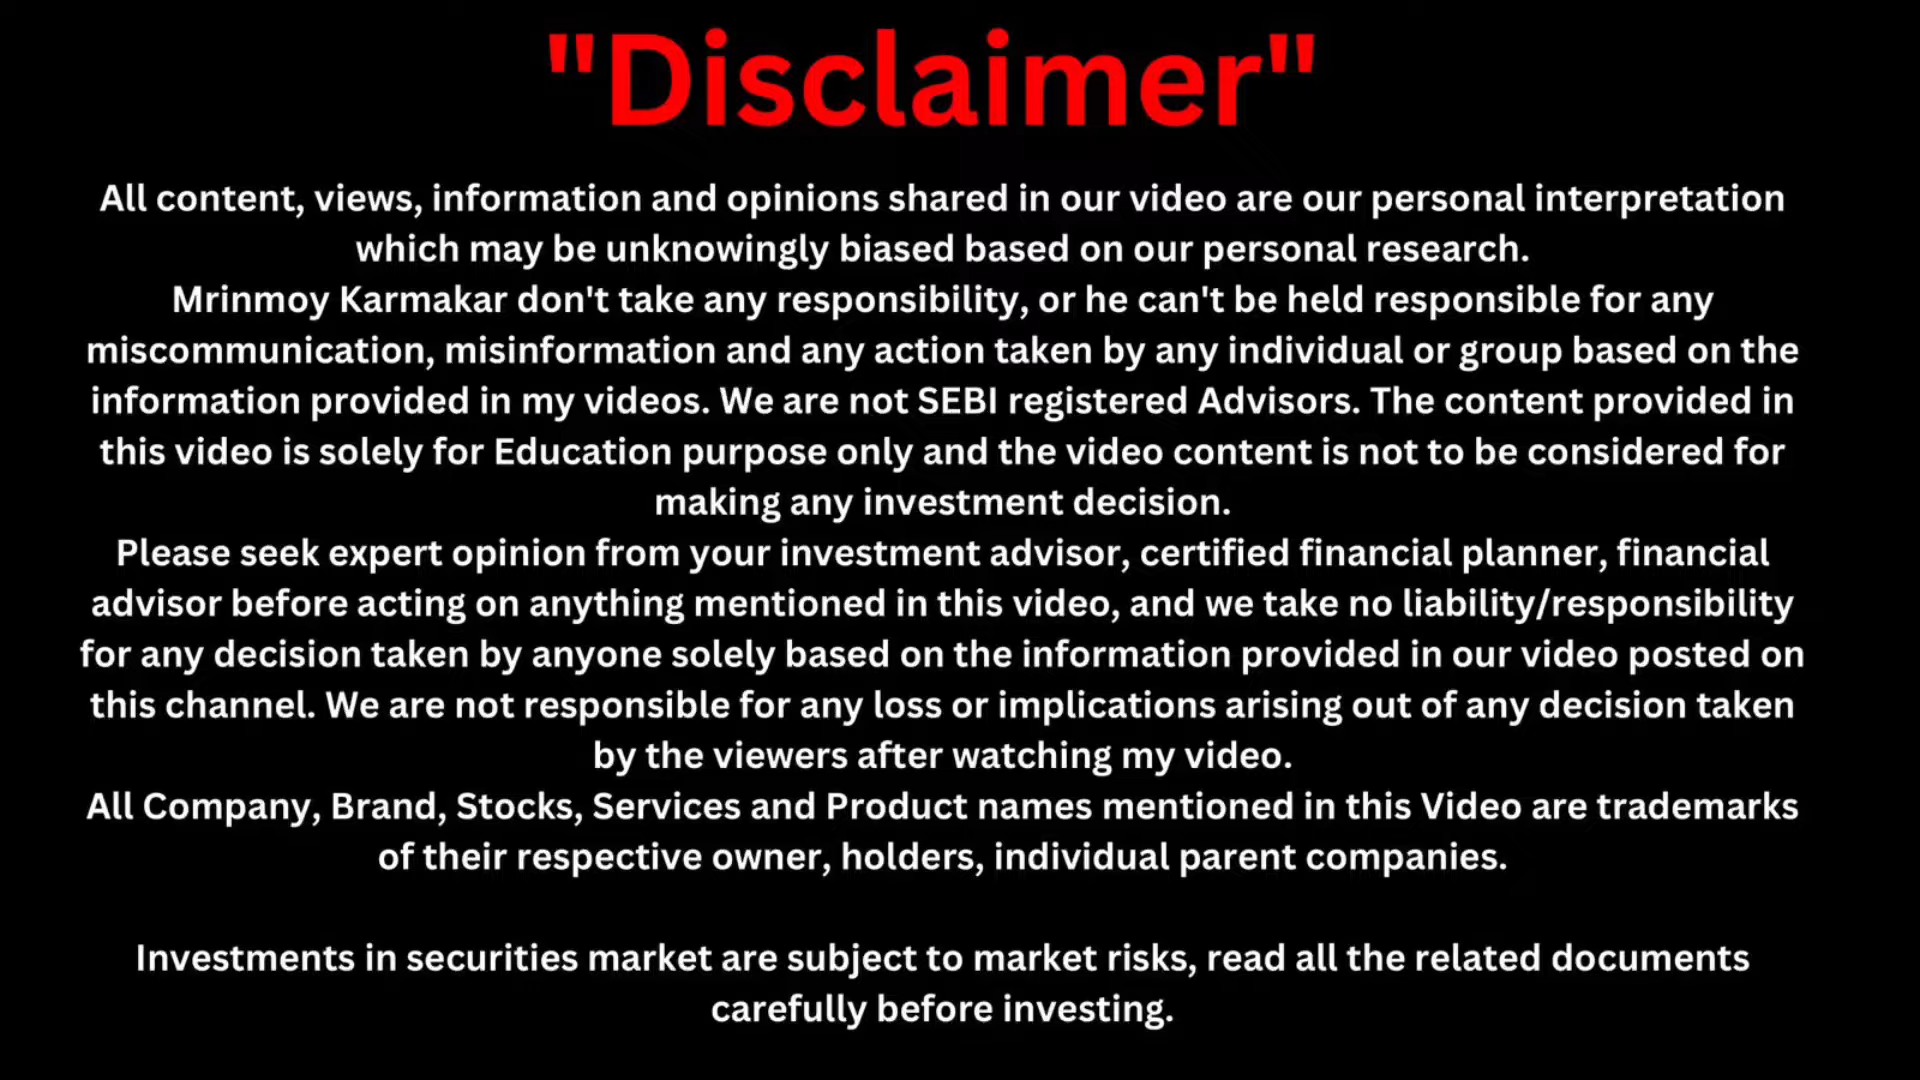 "Disclaimer"
All content, views, information and opinions shared in our video are our personal interpretation
which may be unknowingly biased based on our personal research.
Mrinmoy Karmakar don't take any responsibility, or he can't be held responsible for any
miscommunication, misinformation and any action taken by any individual or group based on the
information provided in my videos. We are not SEBI registered Advisors. The content provided in
this video is solely for Education purpose only and the video content is not to be considered for
making any investment decision.
Please seek expert opinion from your investment advisor, certified financial planner, financial
advisor before acting on anything mentioned in this video, and we take no liability/responsibility
for any decision taken by anyone solely based on the information provided in our video posted on
this channel. We are not responsible for any loss or implications arising out of any decision taken
by the viewers after watching my video.
All Company, Brand, Stocks, Services and Product names mentioned in this Video are trademarks
of their respective owner, holders, individual parent companies.
Investments in securities market are subject to market risks, read all the related documents
carefully before investing.